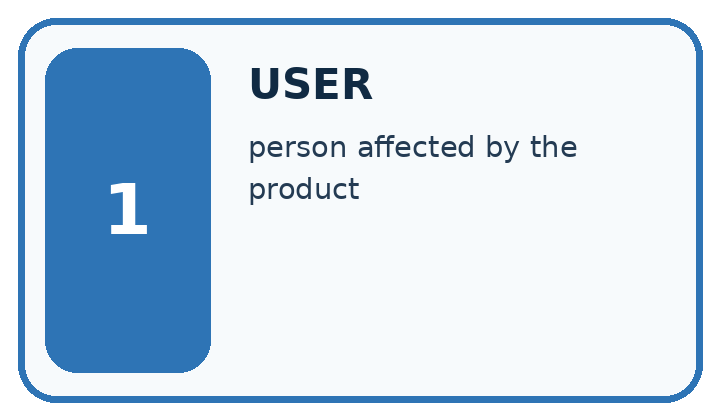 1
USER
person affected by the
product